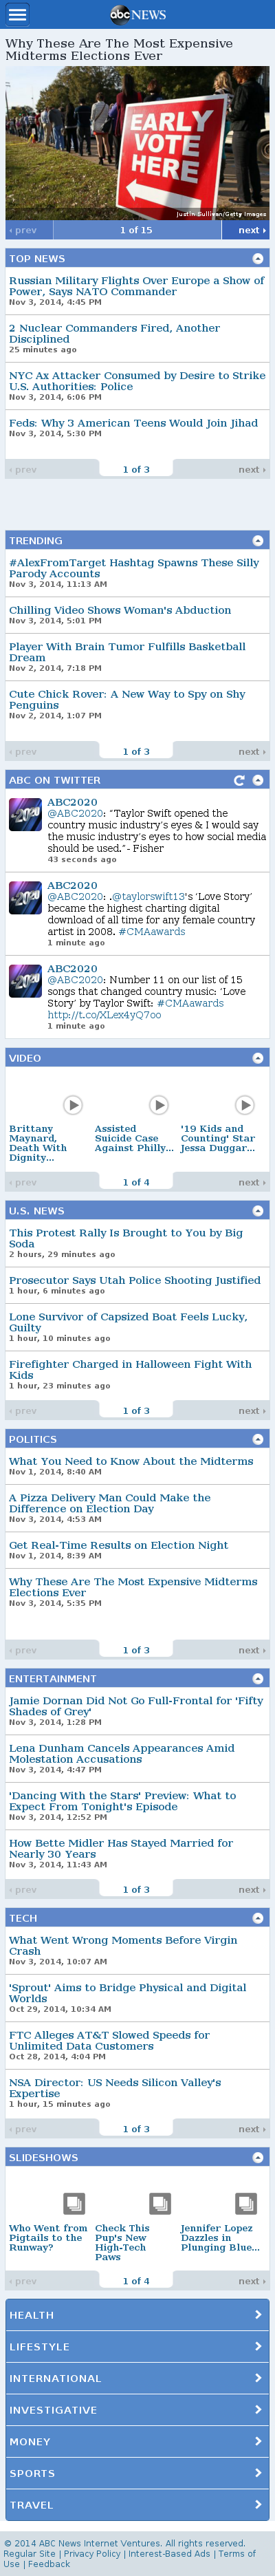 abc NEWS
Why These Are The Most Expensive
Midterms Elections Ever
EARLY
VOTE
HERE
Justin Sullivan/Getty Images
‹ prev
1 of 15
next ›
TOP NEWS
Russian Military Flights Over Europe a Show of
Power, Says NATO Commander
Nov 3, 2014, 4:45 PM
2 Nuclear Commanders Fired, Another
Disciplined
25 minutes ago
NYC Ax Attacker Consumed by Desire to Strike
U.S. Authorities: Police
Nov 3, 2014, 6:06 PM
Feds: Why 3 American Teens Would Join Jihad
Nov 3, 2014, 5:30 PM
‹ prev
1 of 3
next ›
TRENDING
#AlexFromTarget Hashtag Spawns These Silly
Parody Accounts
Nov 3, 2014, 11:13 AM
Chilling Video Shows Woman's Abduction
Nov 3, 2014, 5:01 PM
Player With Brain Tumor Fulfills Basketball
Dream
Nov 2, 2014, 7:18 PM
Cute Chick Rover: A New Way to Spy on Shy
Penguins
Nov 2, 2014, 1:07 PM
‹ prev
1 of 3
next ›
ABC ON TWITTER
ABC2020
@ABC2020: "Taylor Swift opened the
country music industry's eyes & I would say
the music industry's eyes to how social media
should be used."- Fisher
43 seconds ago
ABC2020
@ABC2020: .@taylorswift13's 'Love Story'
became the highest charting digital
download of all time for any female country
artist in 2008. #CMAawards
1 minute ago
ABC2020
@ABC2020: Number 11 on our list of 15
songs that changed country music: 'Love
Story' by Taylor Swift: #CMAawards
http://t.co/XLex4yQ7oo
1 minute ago
VIDEO
Brittany
Maynard,
Death With
Dignity...
Assisted
Suicide Case
Against Philly...
'19 Kids and
Counting' Star
Jessa Duggar...
‹ prev
1 of 4
next ›
U.S. NEWS
This Protest Rally Is Brought to You by Big
Soda
2 hours, 29 minutes ago
Prosecutor Says Utah Police Shooting Justified
1 hour, 6 minutes ago
Lone Survivor of Capsized Boat Feels Lucky,
Guilty
1 hour, 10 minutes ago
Firefighter Charged in Halloween Fight With
Kids
1 hour, 23 minutes ago
‹ prev
1 of 3
next ›
POLITICS
What You Need to Know About the Midterms
Nov 1, 2014, 8:40 AM
A Pizza Delivery Man Could Make the
Difference on Election Day
Nov 3, 2014, 4:53 AM
Get Real-Time Results on Election Night
Nov 1, 2014, 8:39 AM
Why These Are The Most Expensive Midterms
Elections Ever
Nov 3, 2014, 5:35 PM
‹ prev
1 of 3
next ›
ENTERTAINMENT
Jamie Dornan Did Not Go Full-Frontal for 'Fifty
Shades of Grey'
Nov 3, 2014, 1:28 PM
Lena Dunham Cancels Appearances Amid
Molestation Accusations
Nov 3, 2014, 4:47 PM
'Dancing With the Stars' Preview: What to
Expect From Tonight's Episode
Nov 3, 2014, 12:52 PM
How Bette Midler Has Stayed Married for
Nearly 30 Years
Nov 3, 2014, 11:43 AM
‹ prev
1 of 3
next ›
TECH
What Went Wrong Moments Before Virgin
Crash
Nov 3, 2014, 10:07 AM
'Sprout' Aims to Bridge Physical and Digital
Worlds
Oct 29, 2014, 10:34 AM
FTC Alleges AT&T Slowed Speeds for
Unlimited Data Customers
Oct 28, 2014, 4:04 PM
NSA Director: US Needs Silicon Valley's
Expertise
1 hour, 15 minutes ago
‹ prev
1 of 3
next ›
SLIDESHOWS
Who Went From
Pigtails to the
Runway?
Check This
Pup's New
High-Tech
Paws
Jennifer Lopez
Dazzles in
Plunging Blue...
‹ prev
1 of 4
next ›
HEALTH
LIFESTYLE
INTERNATIONAL
INVESTIGATIVE
MONEY
SPORTS
TRAVEL
© 2014 ABC News Internet Ventures. All rights reserved.
Regular Site | Privacy Policy | Interest-Based Ads | Terms of
Use | Feedback